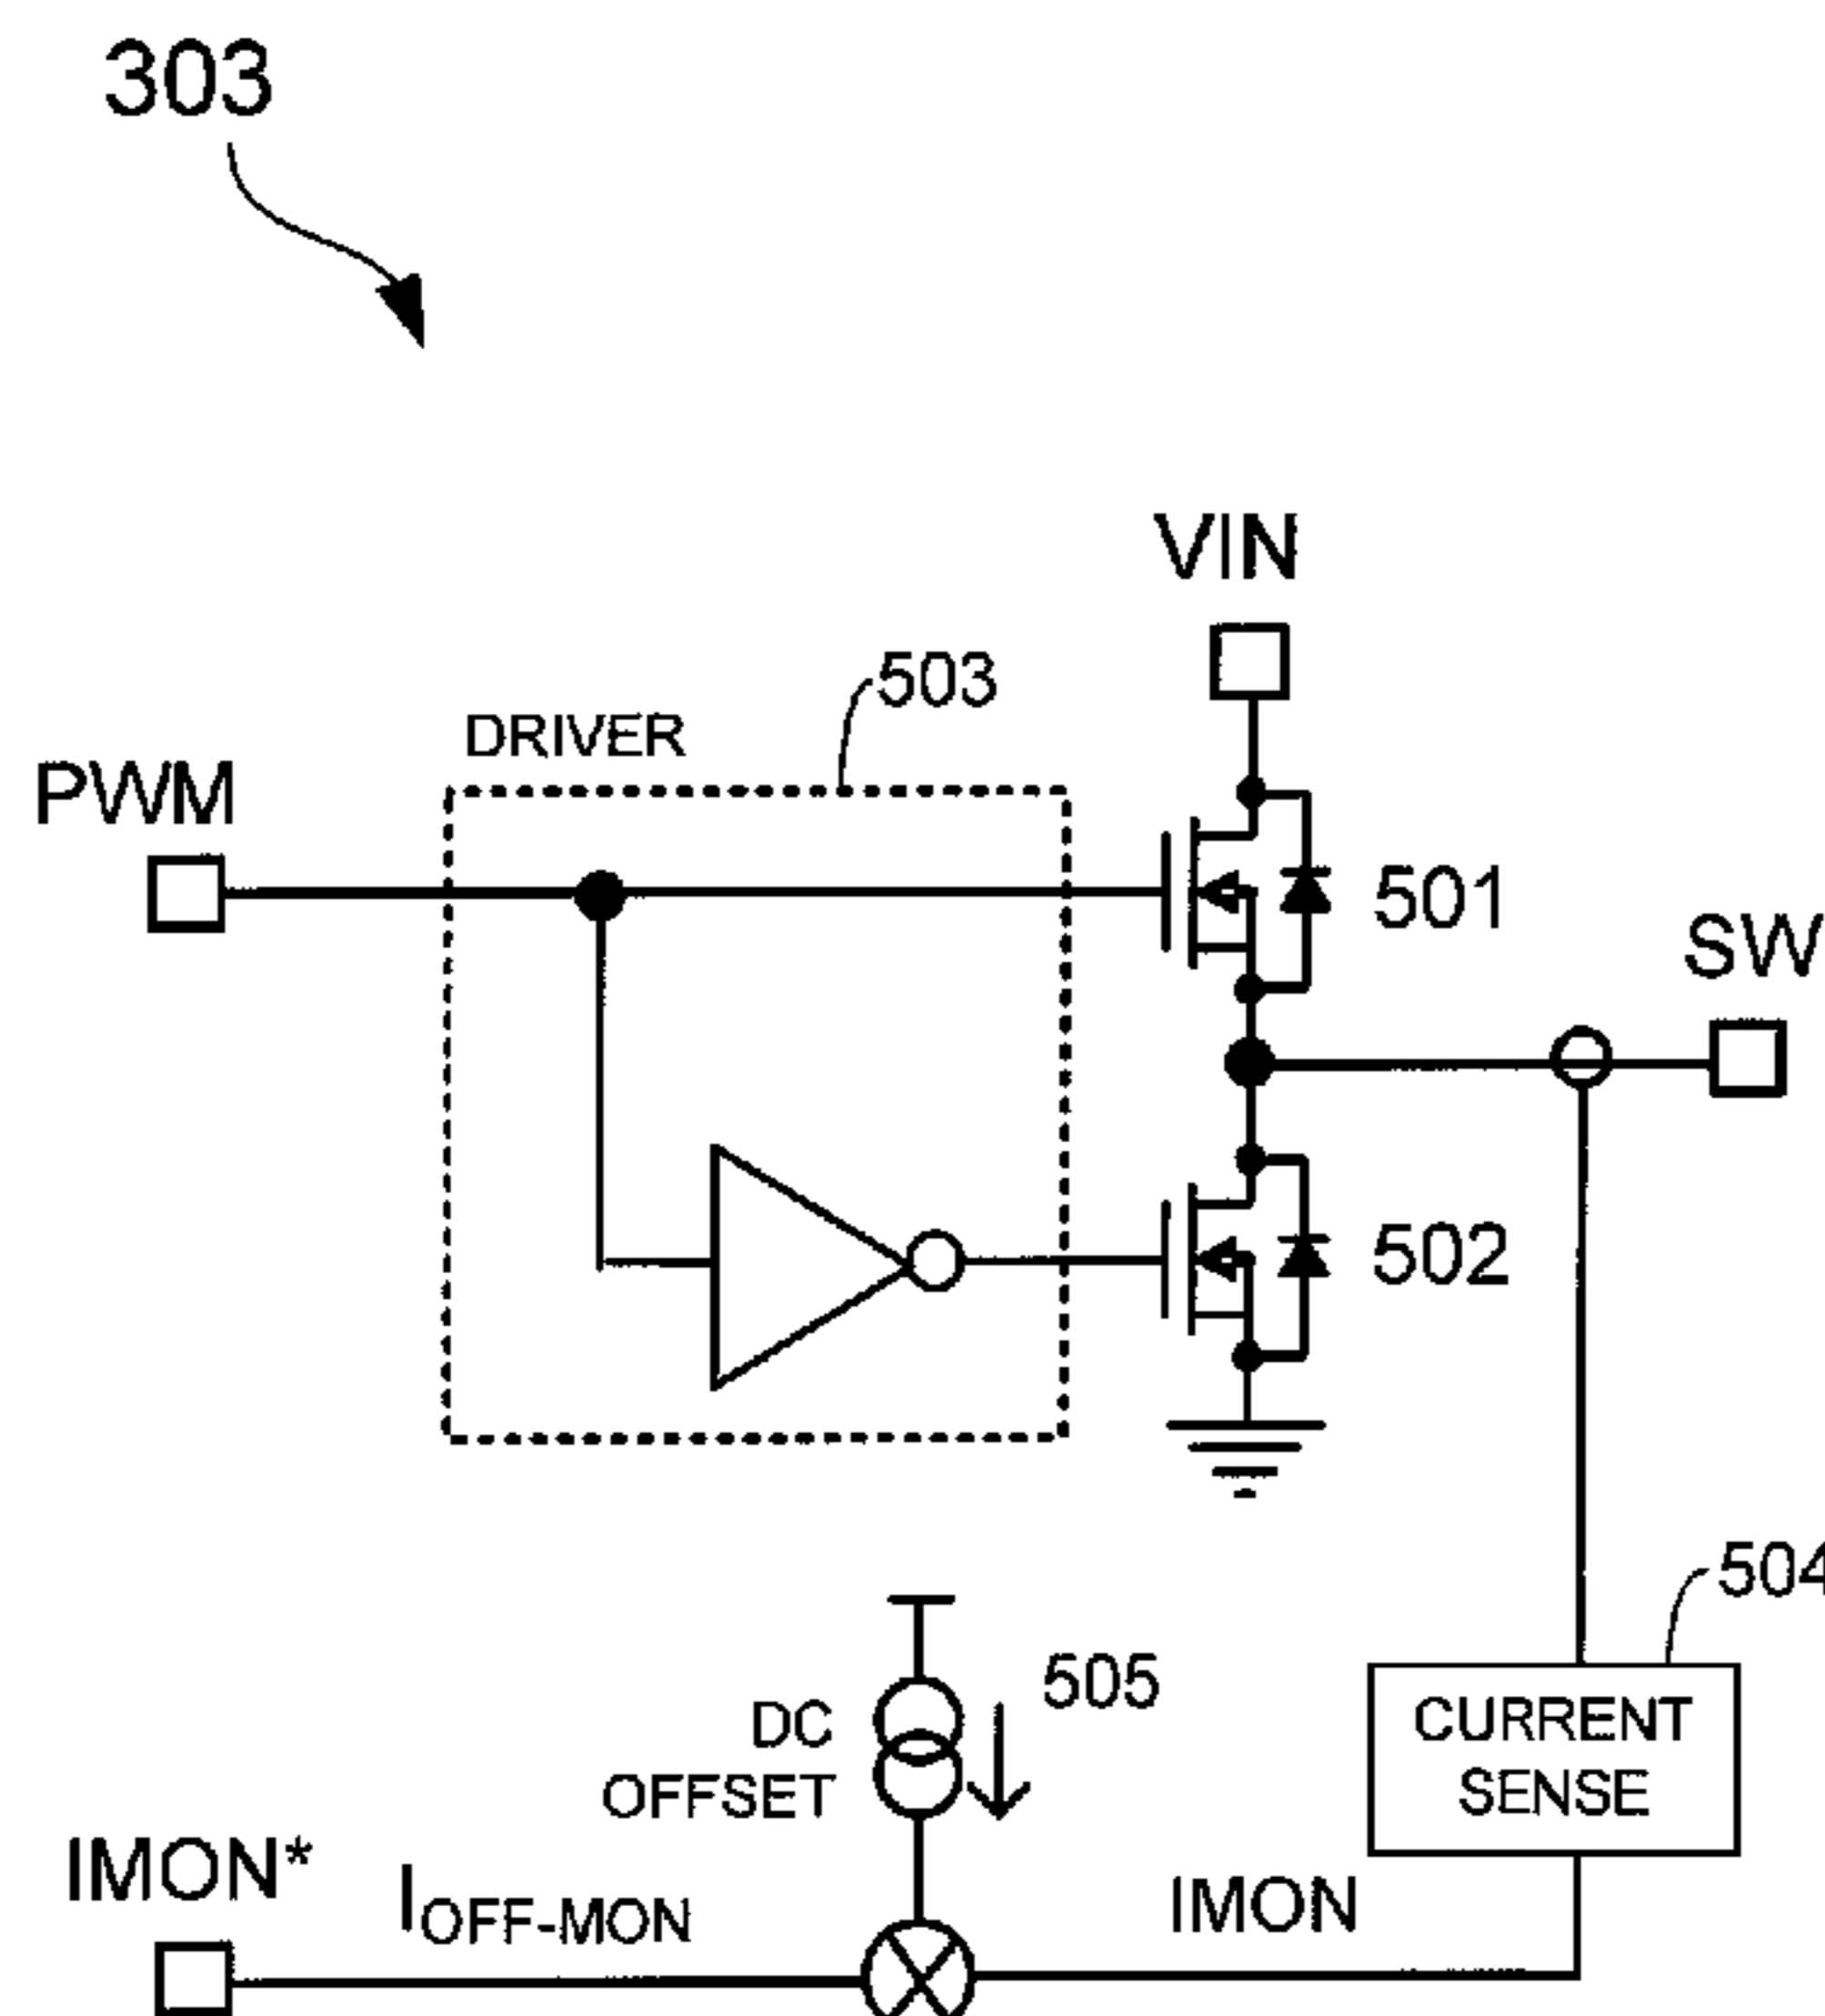 303
VIN
503
DRIVER
PWM
501
SW
502
504
505
DC
OFFSET
CURRENT
SENSE
IMON*
IOFF-MON
IMON